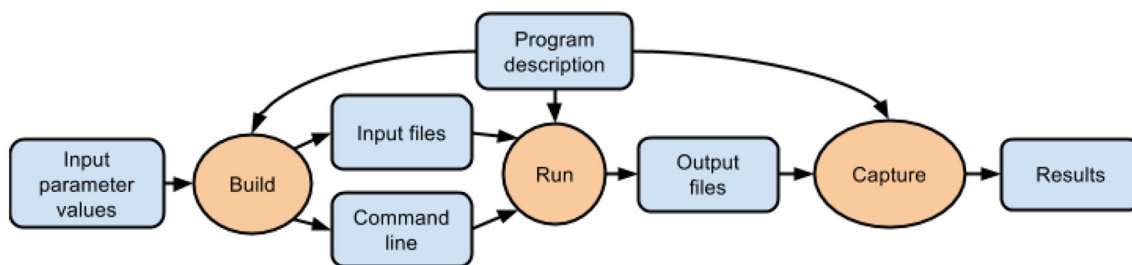 Program
description
Input
parameter
values
Build
Input files
Command
line
Run
Output
files
Capture
Results